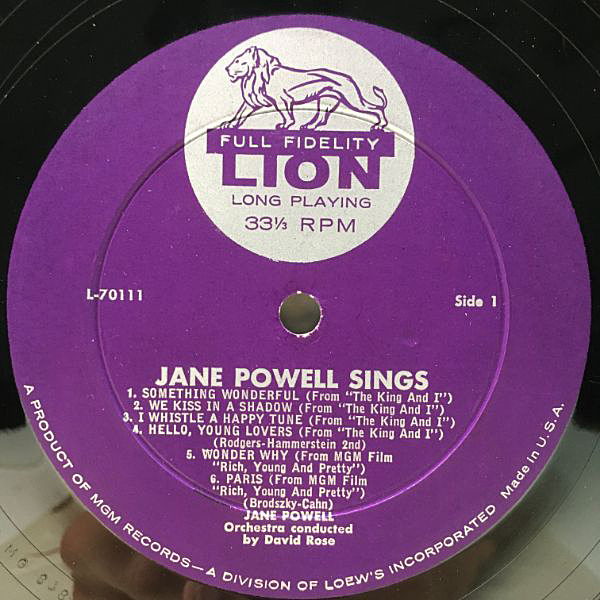 FULL FIDELITY
LION
LONG PLAYING
33⅓ RPM
L-70111
Side 1
JANE POWELL SINGS
1. SOMETHING WONDERFUL (From "The King And I")
2. WE KISS IN A SHADOW (From "The King And I")
3. I WHISTLE A HAPPY TUNE (From "The King And I")
4. HELLO, YOUNG LOVERS (From "The King And I")
(Rodgers-Hammerstein 2nd)
5. WONDER WHY (From MGM Film
"Rich, Young And Pretty")
6. PARIS (From MGM Film
"Rich, Young And Pretty")
(Brodszky-Cahn)
JANE POWELL
Orchestra conducted
by David Rose
A PRODUCT OF MGM RECORDS—A DIVISION OF LOEW'S INCORPORATED Made in U.S.A.